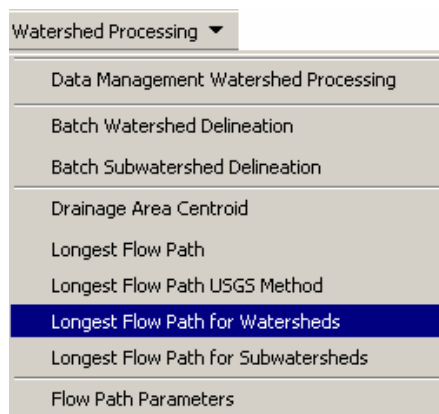 Watershed Processing
Data Management Watershed Processing
Batch Watershed Delineation
Batch Subwatershed Delineation
Drainage Area Centroid
Longest Flow Path
Longest Flow Path USGS Method
Longest Flow Path for Watersheds
Longest Flow Path for Subwatersheds
Flow Path Parameters